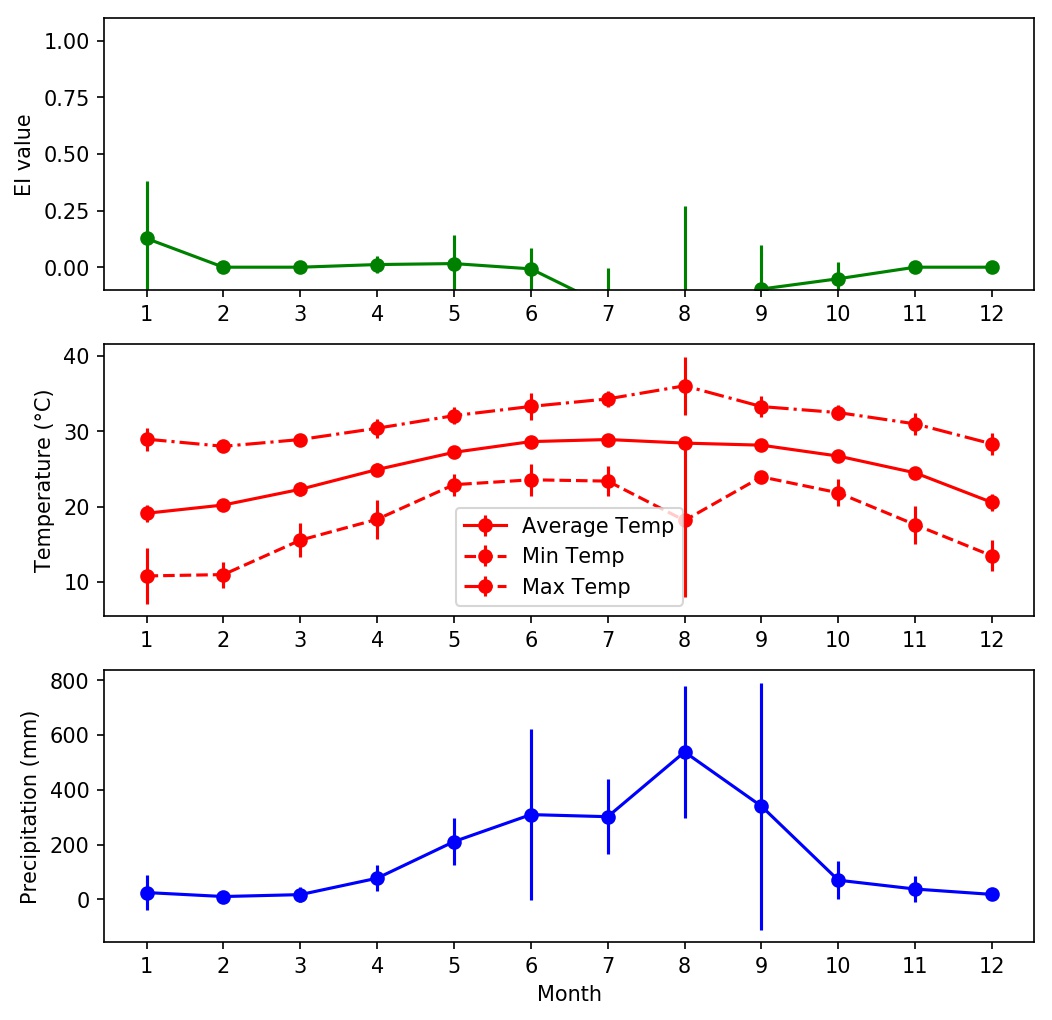 1.00
0.75
0.50
0.25
0.00
EI value
1 2 3 4 5 6 7 8 9 10 11 12
40
30
20
10
Temperature (°C)
Average Temp
Min Temp
Max Temp
1 2 3 4 5 6 7 8 9 10 11 12
800
600
400
200
0
Precipitation (mm)
1 2 3 4 5 6 7 8 9 10 11 12
Month